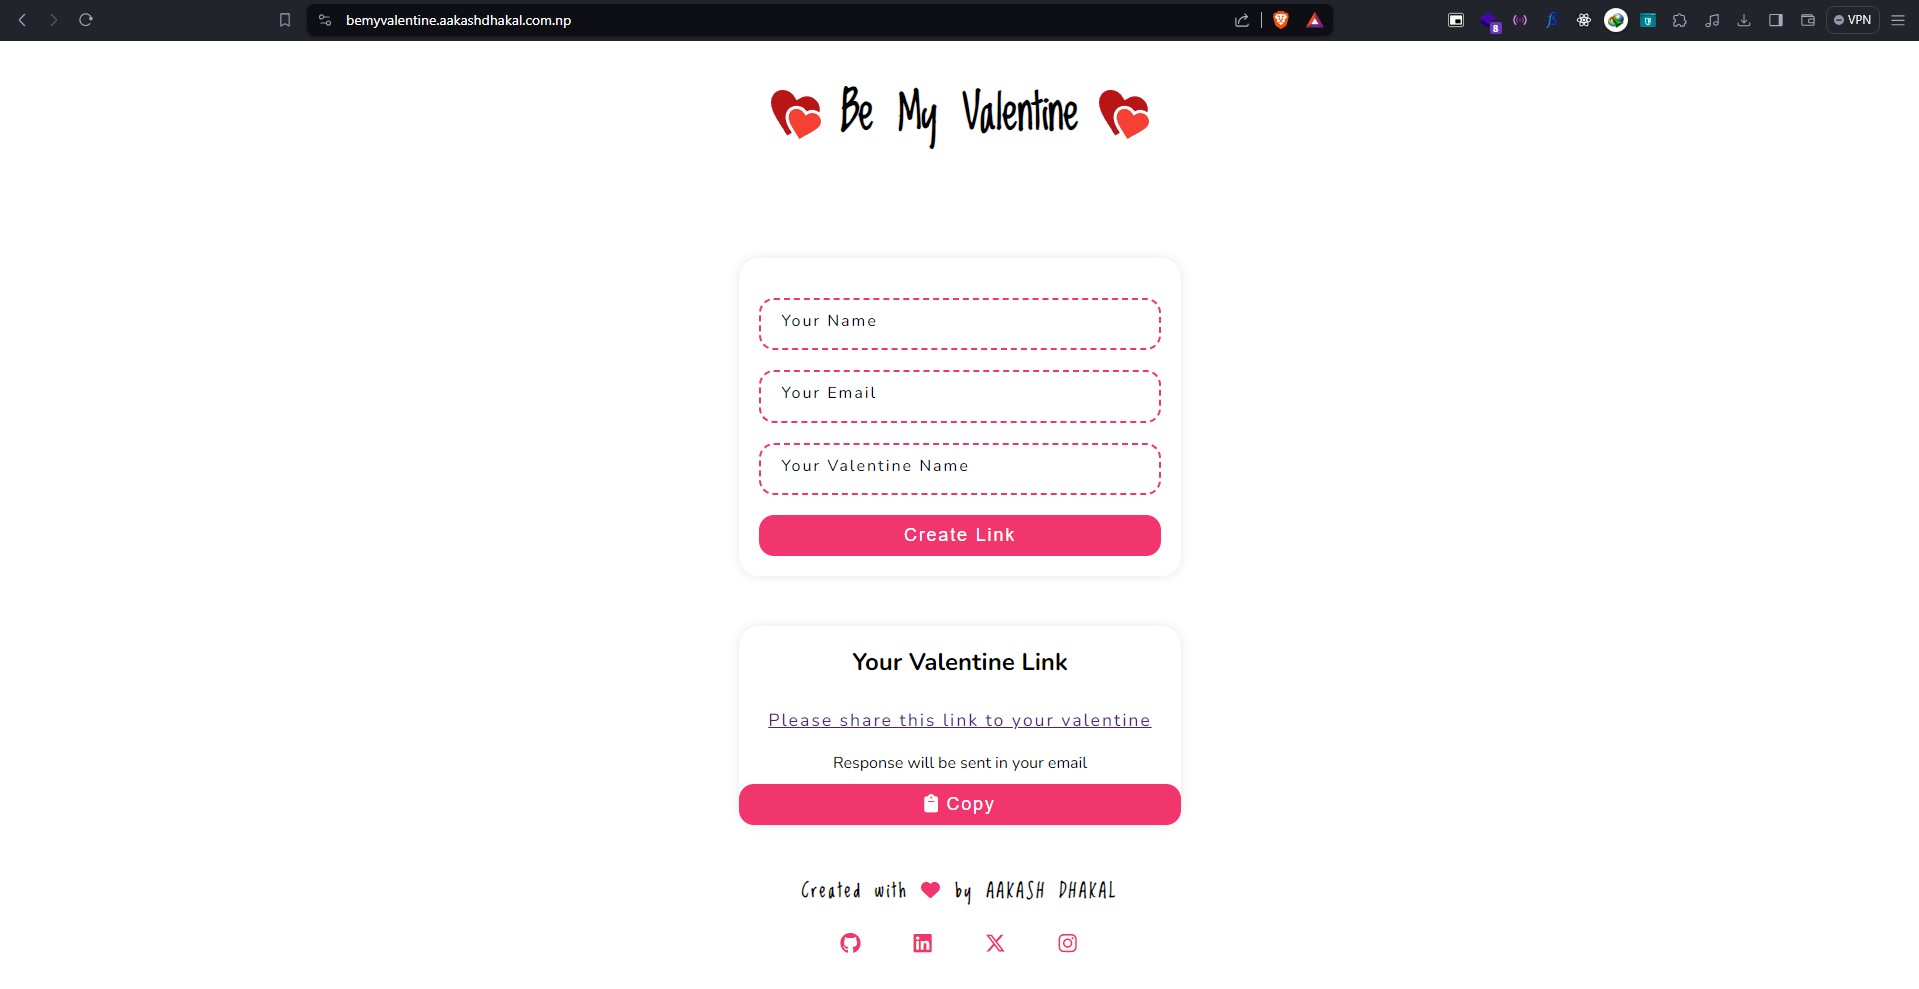 bemyvalentine.aakashdhakal.com.np
8
VPN
Be My Valentine
Your Name
Your Email
Your Valentine Name
Create Link
Your Valentine Link
Please share this link to your valentine
Response will be sent in your email
Copy
Created with by AAKASH DHAKAL